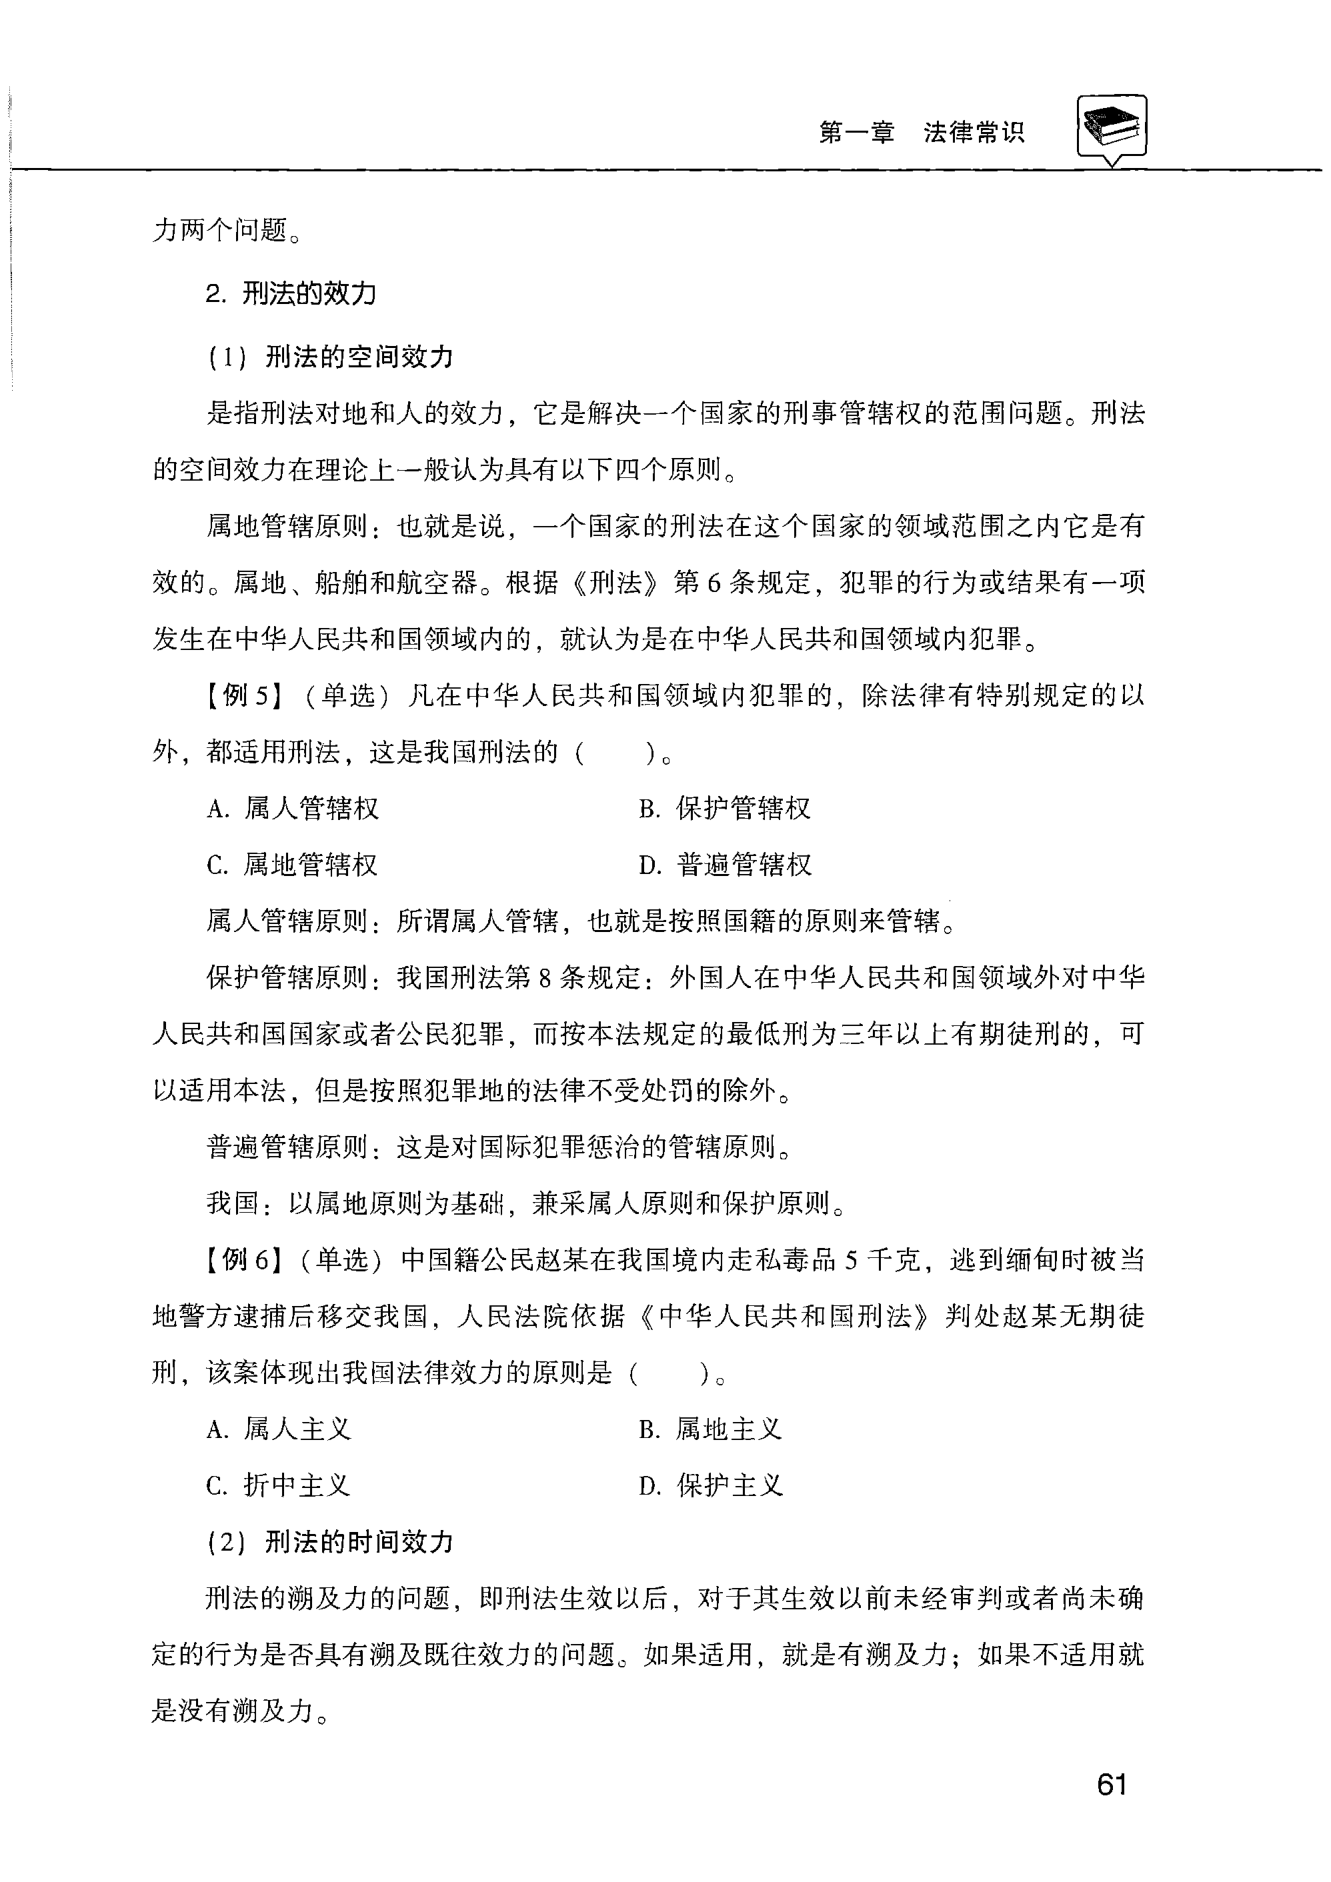 第一章 法律常识
力两个问题。
2. 刑法的效力
(1) 刑法的空间效力
是指刑法对地和人的效力，它是解决一个国家的刑事管辖权的范围问题。刑法
的空间效力在理论上一般认为具有以下四个原则。
属地管辖原则：也就是说，一个国家的刑法在这个国家的领域范围之内它是有
效的。属地、船舶和航空器。根据《刑法》第 6 条规定，犯罪的行为或结果有一项
发生在中华人民共和国领域内的，就认为是在中华人民共和国领域内犯罪。
【例 5】（单选）凡在中华人民共和国领域内犯罪的，除法律有特别规定的以
外，都适用刑法，这是我国刑法的（　　）。
A. 属人管辖权 B. 保护管辖权
C. 属地管辖权 D. 普遍管辖权
属人管辖原则：所谓属人管辖，也就是按照国籍的原则来管辖。
保护管辖原则：我国刑法第 8 条规定：外国人在中华人民共和国领域外对中华
人民共和国国家或者公民犯罪，而按本法规定的最低刑为三年以上有期徒刑的，可
以适用本法，但是按照犯罪地的法律不受处罚的除外。
普遍管辖原则：这是对国际犯罪惩治的管辖原则。
我国：以属地原则为基础，兼采属人原则和保护原则。
【例 6】（单选）中国籍公民赵某在我国境内走私毒品 5 千克，逃到缅甸时被当
地警方逮捕后移交我国，人民法院依据《中华人民共和国刑法》判处赵某无期徒
刑，该案体现出我国法律效力的原则是（　　）。
A. 属人主义 B. 属地主义
C. 折中主义 D. 保护主义
(2) 刑法的时间效力
刑法的溯及力的问题，即刑法生效以后，对于其生效以前未经审判或者尚未确
定的行为是否具有溯及既往效力的问题。如果适用，就是有溯及力；如果不适用就
是没有溯及力。
61